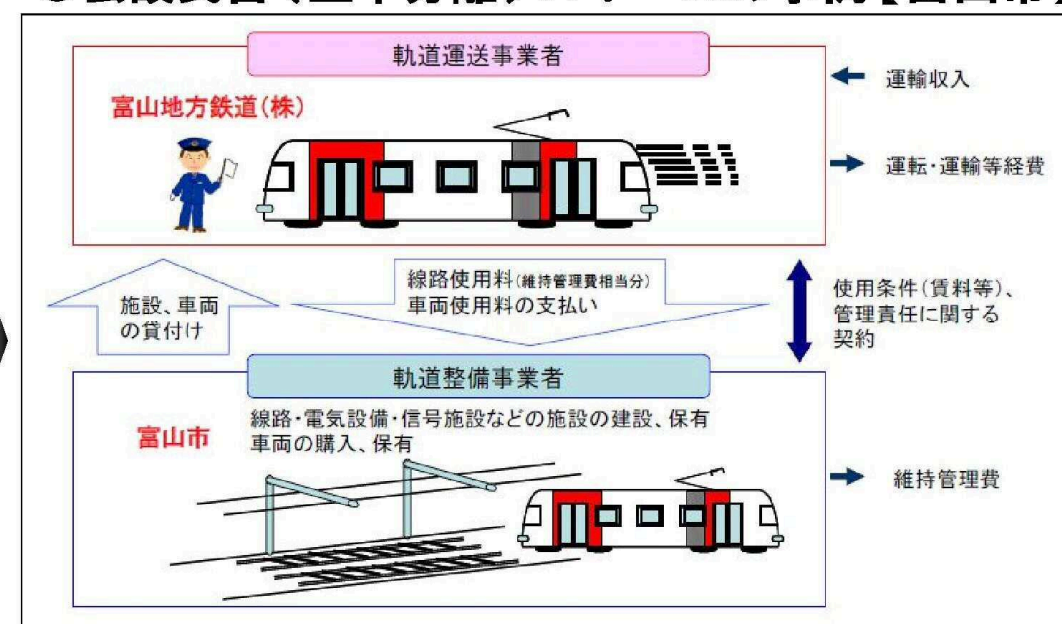 軌道運送事業者
富山地方鉄道(株)
運輸収入
運転・運輸等経費
線路使用料(維持管理費相当分)
車両使用料の支払い
施設、車両
の貸付け
使用条件(賃料等)、
管理責任に関する
契約
軌道整備事業者
富山市
線路・電気設備・信号施設などの施設の建設、保有
車両の購入、保有
維持管理費